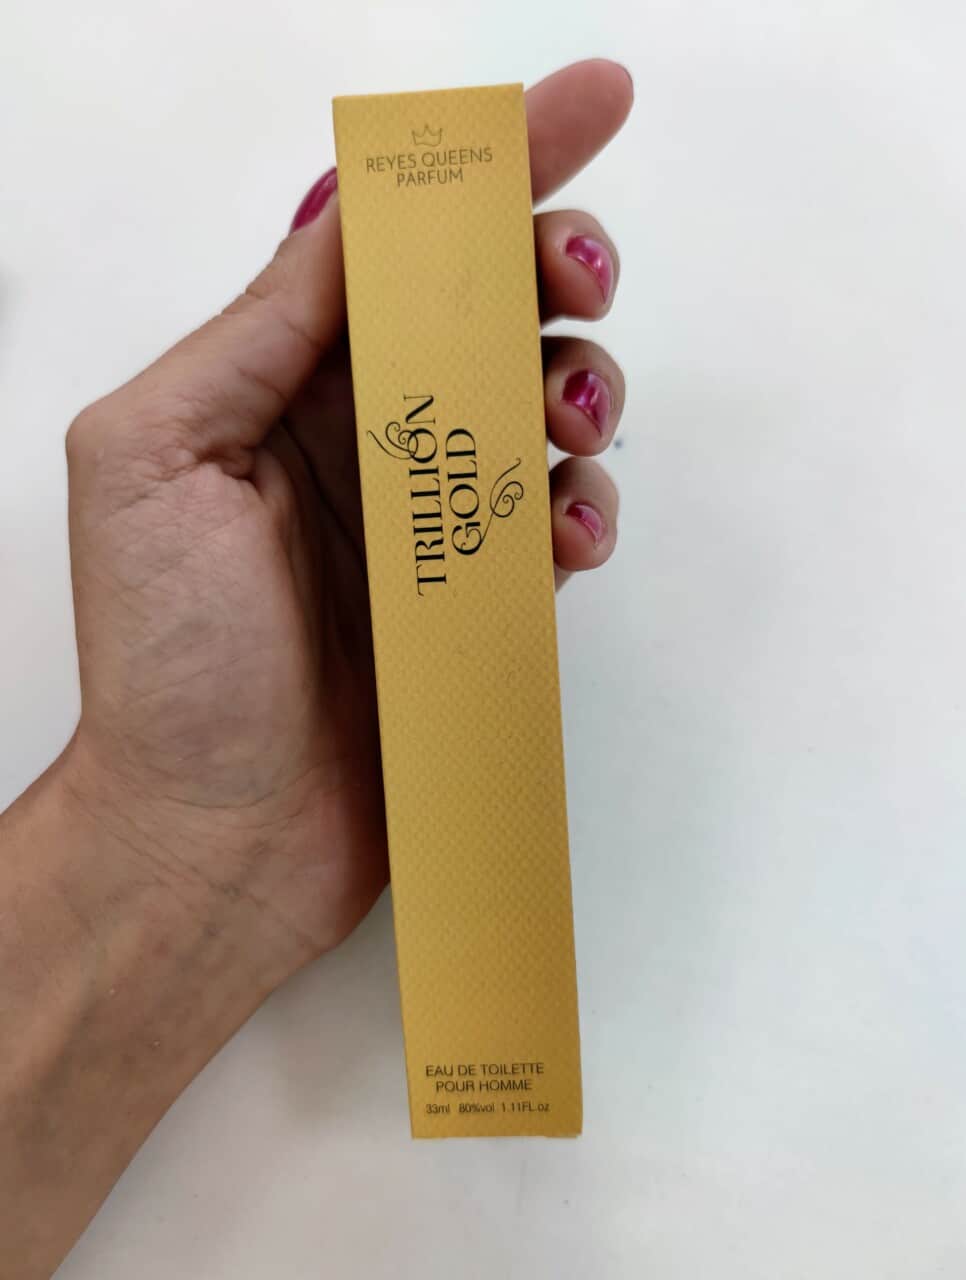 REYES QUEENS
PARFUM
TRILLION
GOLD
EAU DE TOILETTE
POUR HOMME
33ml 80%vol 1.11FL.oz